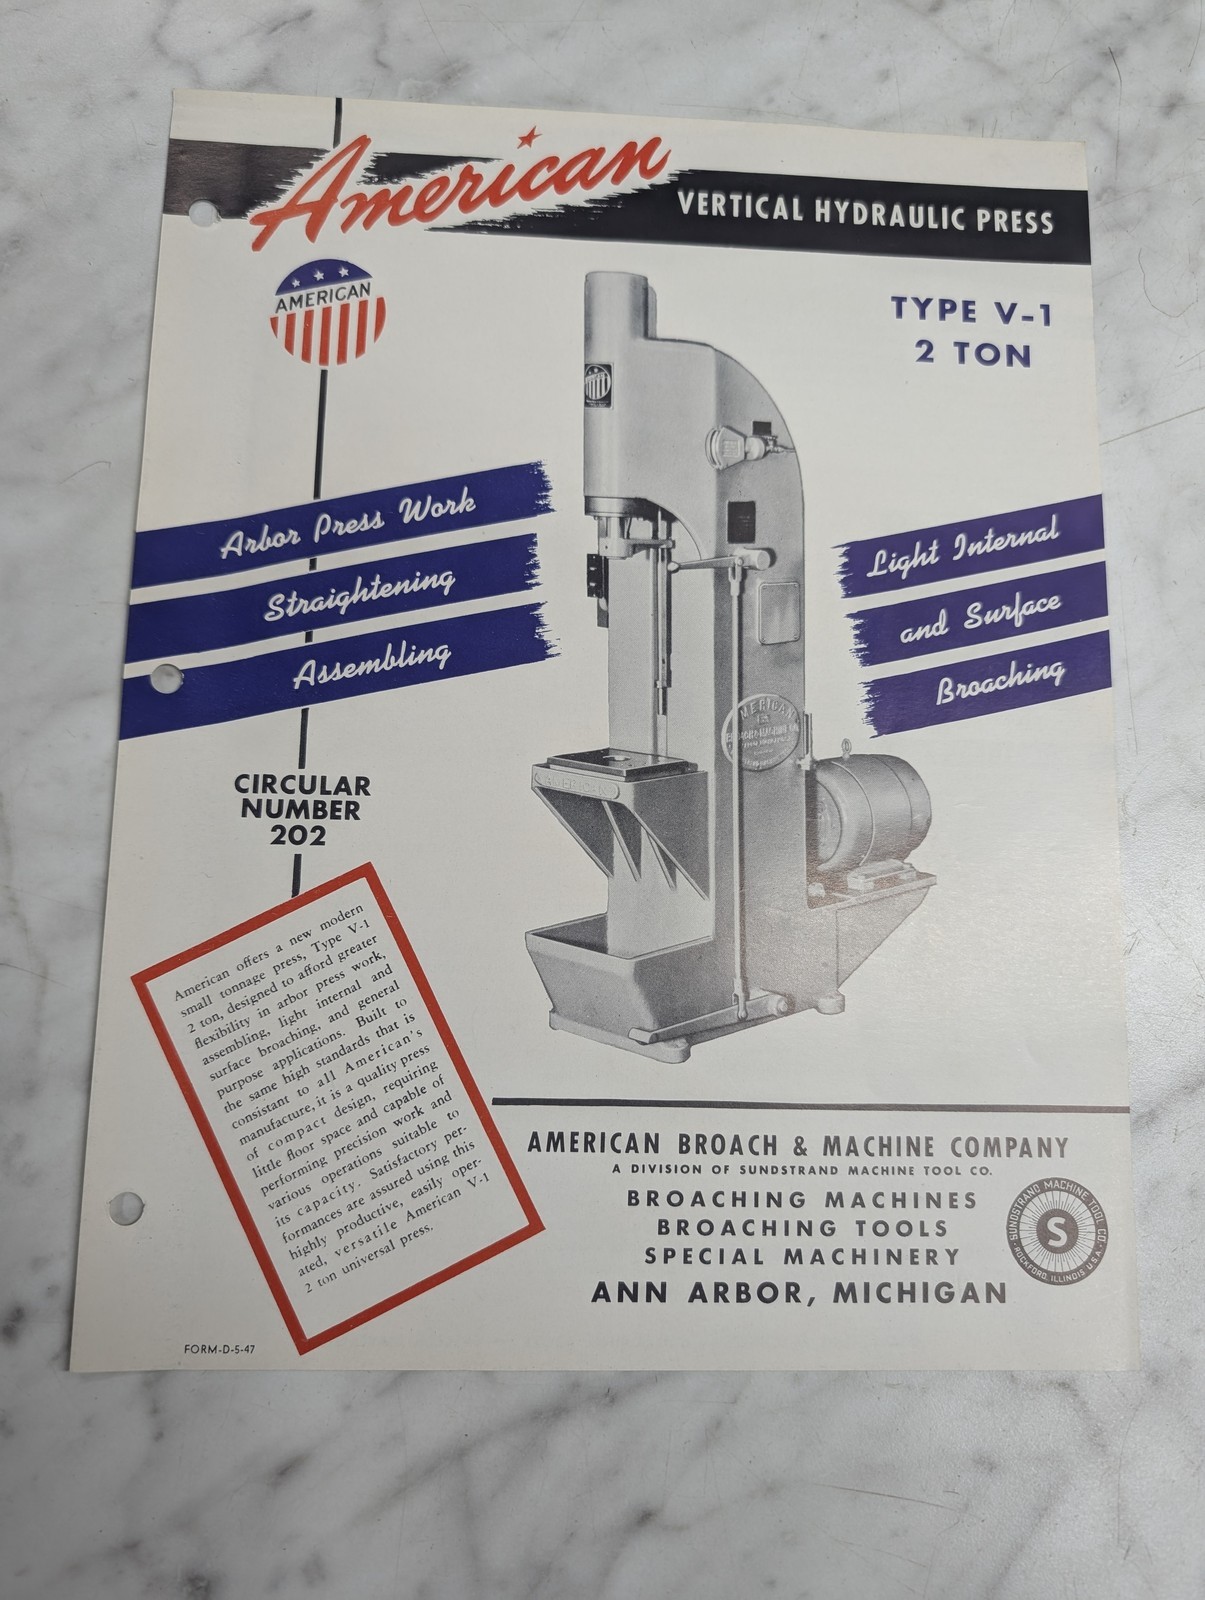 American
VERTICAL HYDRAULIC PRESS
AMERICAN
TYPE V-1
2 TON
Arbor Press Work
Straightening
Assembling
Light Internal
and Surface
Broaching
CIRCULAR
NUMBER
202
American offers a new modern
small tonnage press, Type V-1
2 ton, designed to afford greater
flexibility in arbor press work,
assembling, light internal and
surface broaching, and general
purpose applications. Built to
the same high standards that is
consistant to all American's
manufacture, it is a quality press
of compact design, requiring
little floor space and capable of
performing precision work and
various operations suitable to
its capacity. Satisfactory per-
formances are assured using this
highly productive, easily oper-
ated, versatile American V-1
2 ton universal press.
AMERICAN
AMERICAN
AMERICAN BROACH & MACHINE COMPANY
A DIVISION OF SUNDSTRAND MACHINE TOOL CO.
BROACHING MACHINES
BROACHING TOOLS
SPECIAL MACHINERY
ANN ARBOR, MICHIGAN
SUNDSTRAND MACHINE TOOL CO.
S
ROCKFORD, ILLINOIS U.S.A.
FORM-D-5-47